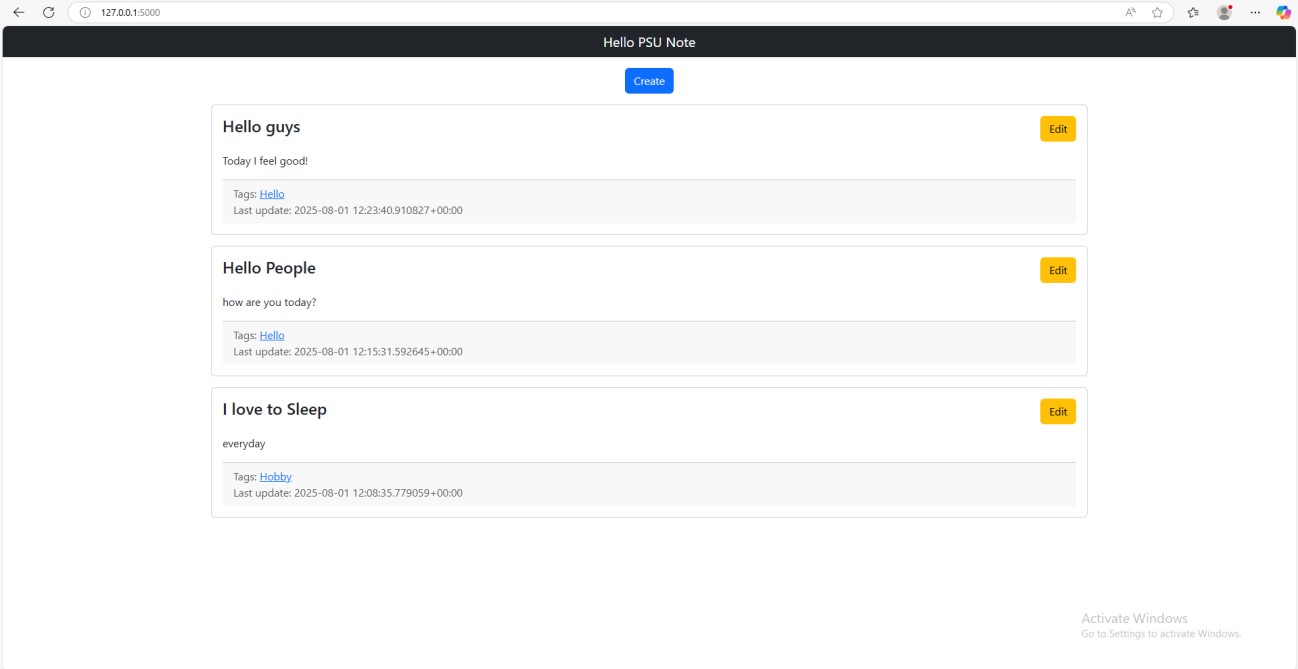 127.0.0.1:5000
Hello PSU Note
Create
Hello guys
Edit
Today I feel good!
Tags: Hello
Last update: 2025-08-01 12:23:40.910827+00:00
Hello People
Edit
how are you today?
Tags: Hello
Last update: 2025-08-01 12:15:31.592645+00:00
I love to Sleep
Edit
everyday
Tags: Hobby
Last update: 2025-08-01 12:08:35.779059+00:00
Activate Windows
Go to Settings to activate Windows.